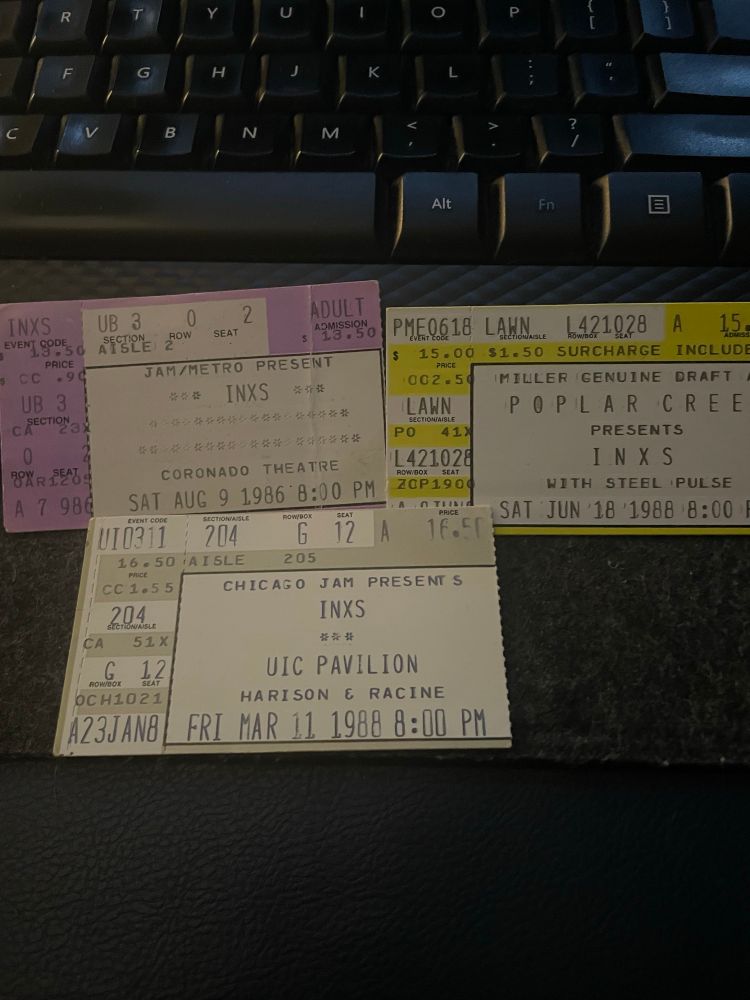 R T Y U I O P { [ } ]
F G H J K L : ; " '
C V B N M < , > . ? /
Alt Fn
INXS
EVENT CODE
13.50
PRICE
CC .90
UB 3
SECTION
CA 23X
0
ROW SEAT
A 7 986
UB 3 0 2
SECTION ROW SEAT
AISLE 2
ADULT
ADMISSION
$ 13.50
JAM/METRO PRESENT
*** INXS ***
CORONADO THEATRE
SAT AUG 9 1986 8:00 PM
PME0618 LAWN L421028 A 15.
SECTION/AISLE ROW/BOX SEAT ADMISS
$ 15.00 $1.50 SURCHARGE INCLUDE
PRICE
002.50
LAWN
SECTION/AISLE
PO 41X
L421028
ROW/BOX SEAT
ZCP1900
MILLER GENUINE DRAFT
POPLAR CREE
PRESENTS
INXS
WITH STEEL PULSE
SAT JUN 18 1988 8:00 P
EVENT CODE SECTION/AISLE ROW/BOX SEAT PRICE
UI0311 204 G 12 A 16.50
16.50 AISLE 205
PRICE
CC 1.55
204
SECTION/AISLE
CA 51X
G 12
ROW/BOX SEAT
OCH1021
A23JAN8
CHICAGO JAM PRESENTS
INXS
***
UIC PAVILION
HARISON & RACINE
FRI MAR 11 1988 8:00 PM